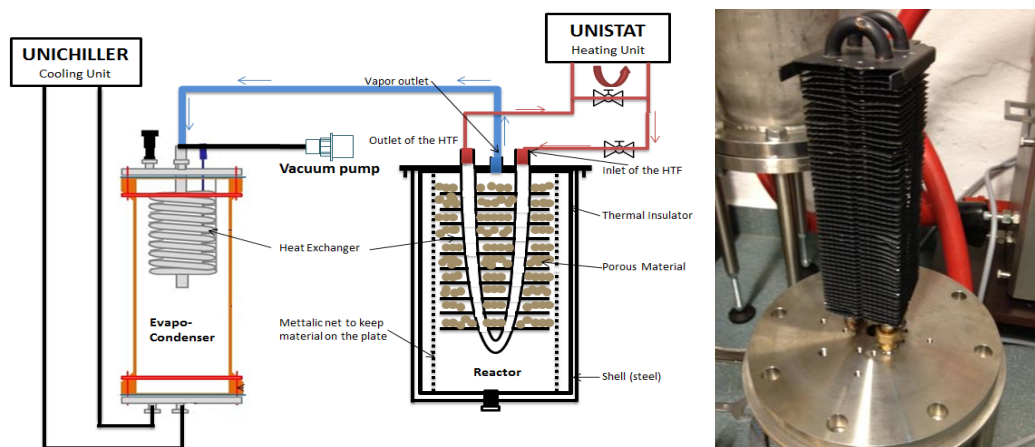 UNICHILLER
Cooling Unit
UNISTAT
Heating Unit
Vapor outlet
Outlet of the HTF
Vacuum pump
Inlet of the HTF
Thermal Insulator
Heat Exchanger
Porous Material
Evapo-
Condenser
Mettalic net to keep
material on the plate
Reactor
Shell (steel)